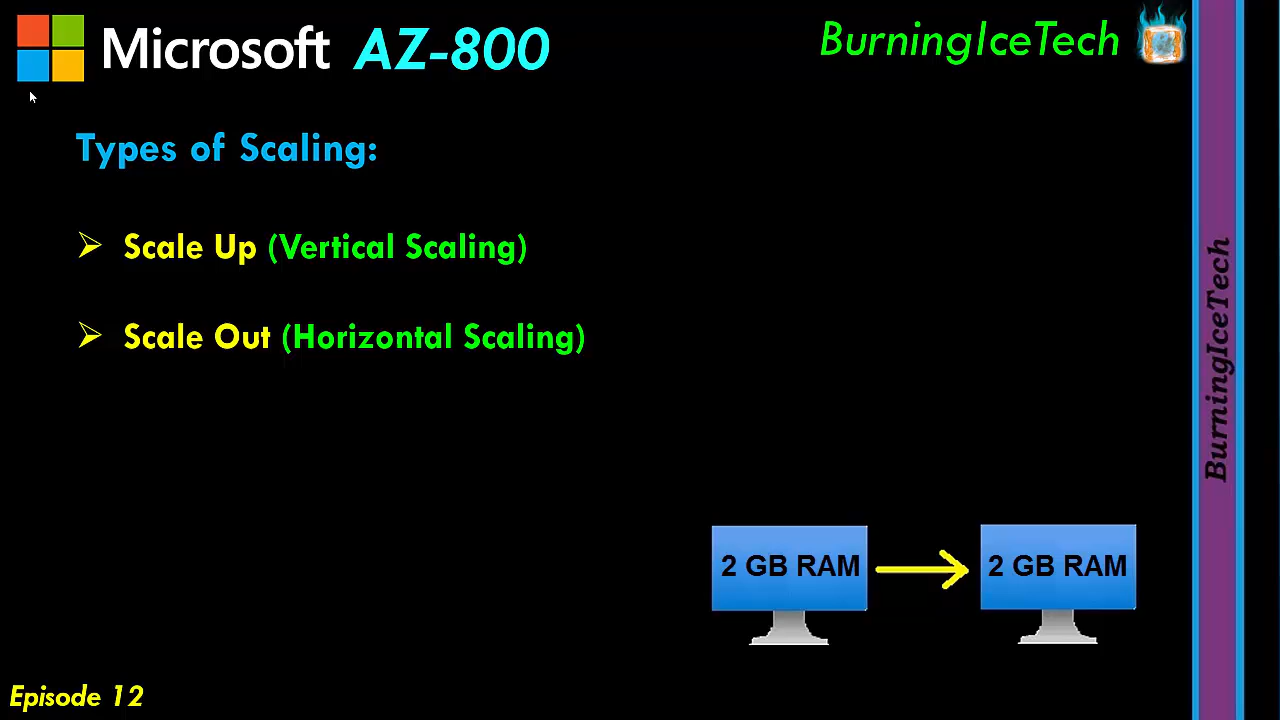 Microsoft AZ-800
BurningIceTech
Types of Scaling:
Scale Up (Vertical Scaling)
Scale Out (Horizontal Scaling)
2 GB RAM
2 GB RAM
Episode 12
BurningIceTech